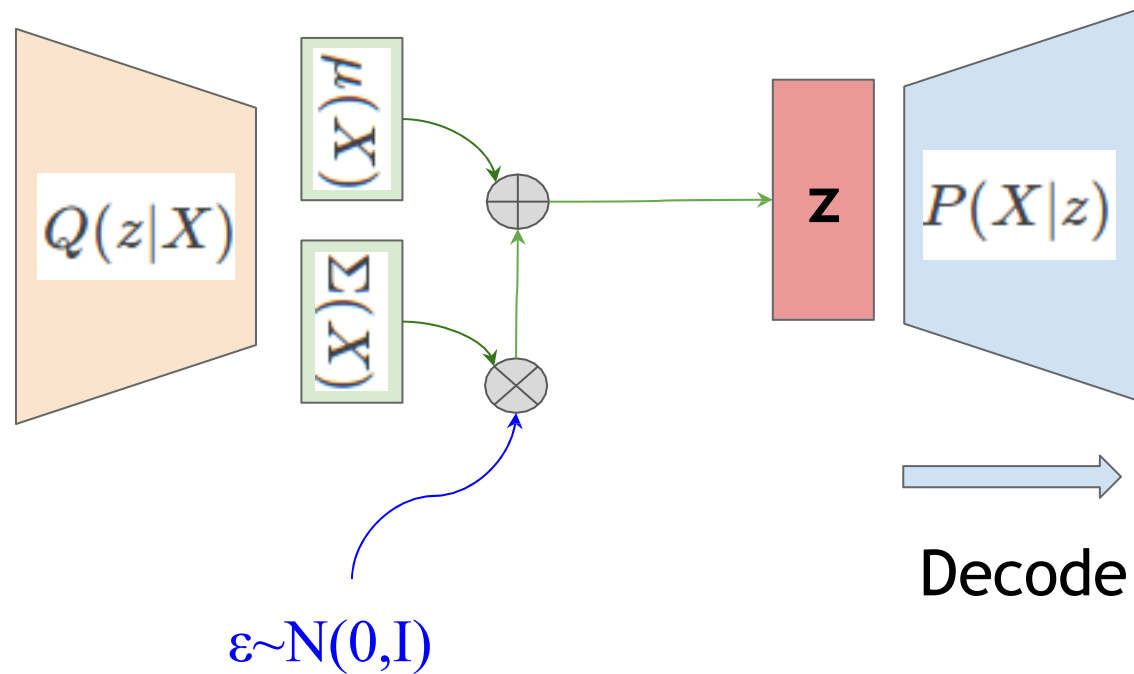 Q(z|X)
μ(X)
Σ(X)
z
P(X|z)
Decode
ε~N(0,I)